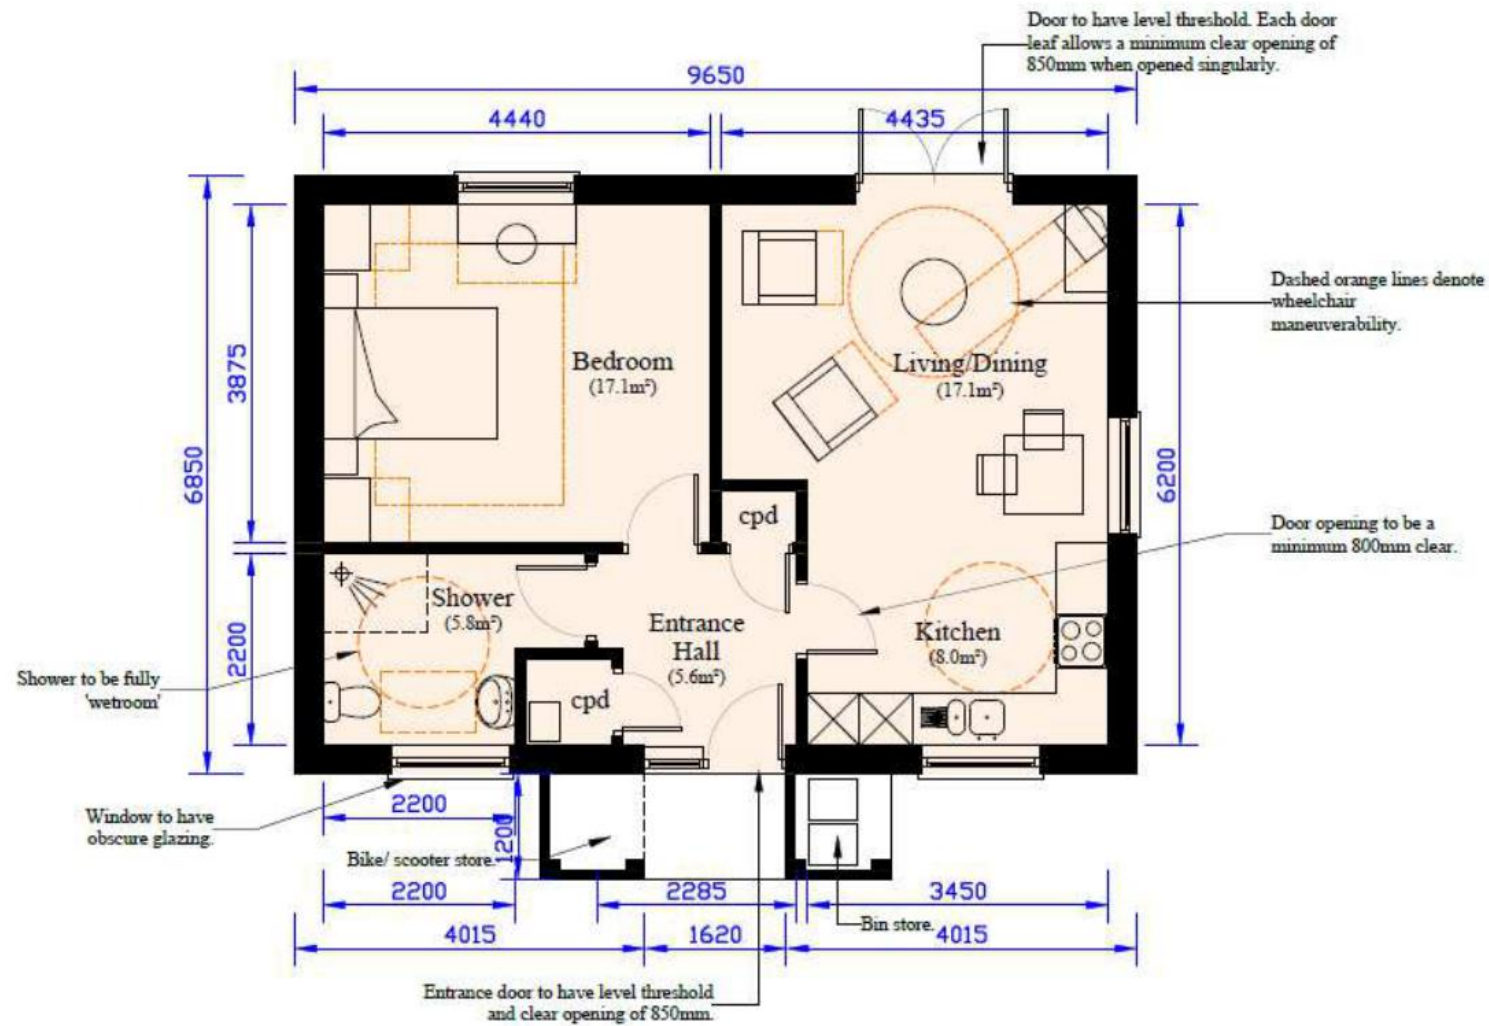 Door to have level threshold. Each door
leaf allows a minimum clear opening of
850mm when opened singularly.
9650
4440
4435
Dashed orange lines denote
wheelchair
maneuverability.
Bedroom
(17.1m²)
Living/Dining
(17.1m²)
3875
6850
6200
cpd
Door opening to be a
minimum 800mm clear.
Shower
(5.8m²)
Entrance
Hall
(5.6m²)
Kitchen
(8.0m²)
2200
Shower to be fully
'wetroom'
cpd
Window to have
obscure glazing.
2200
1200
Bike/ scooter store.
2200
2285
3450
Bin store.
4015
1620
4015
Entrance door to have level threshold
and clear opening of 850mm.